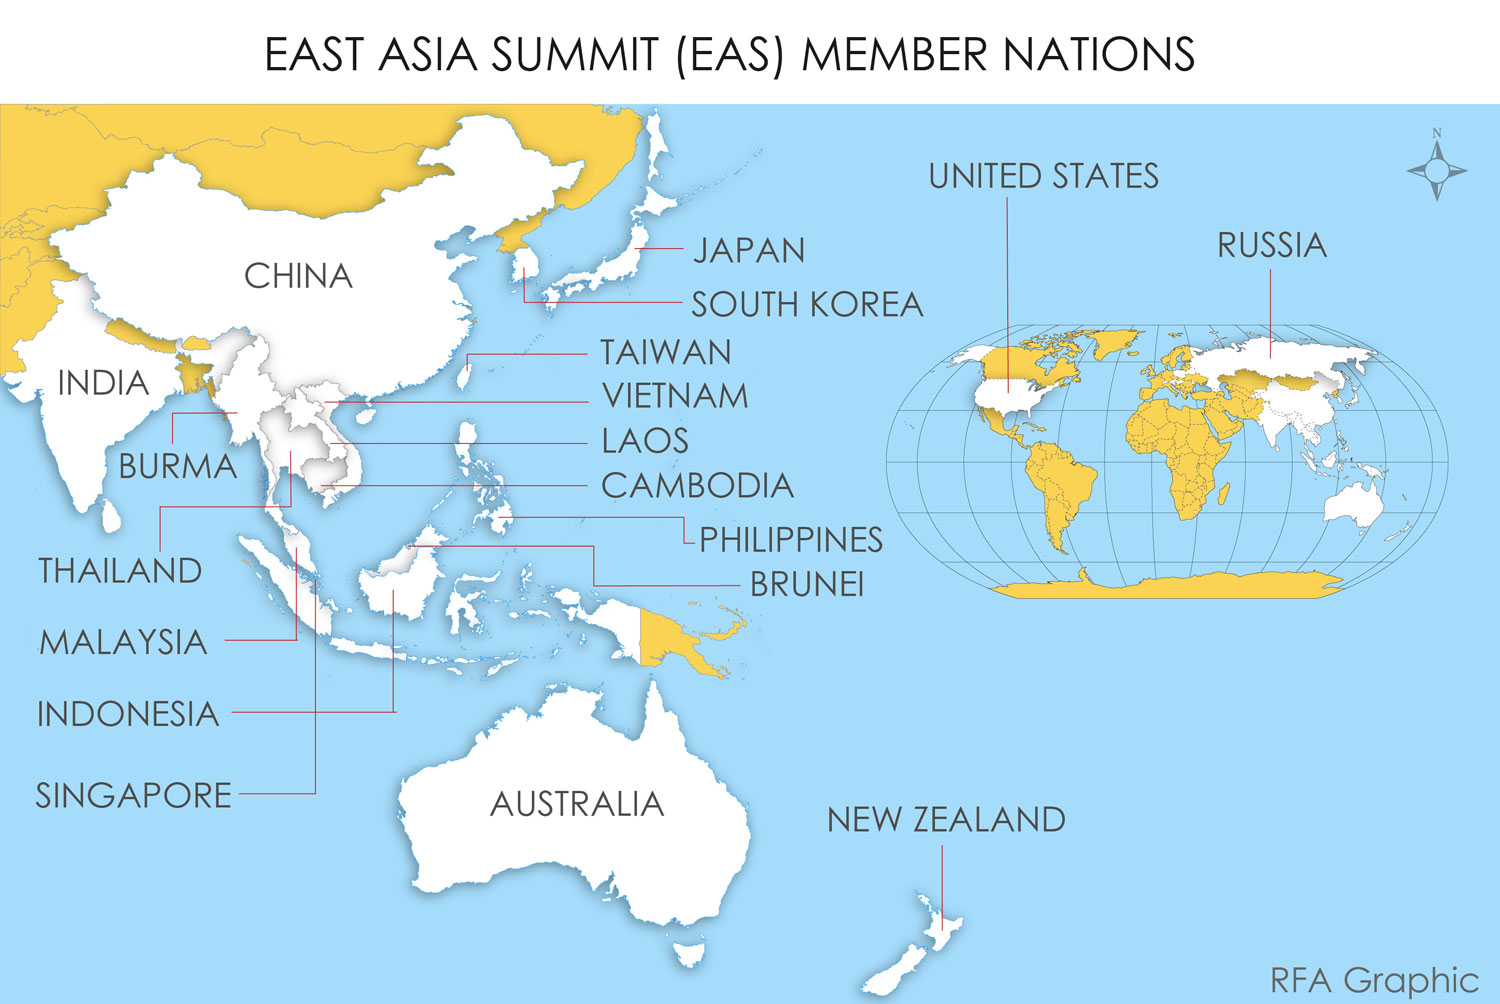 EAST ASIA SUMMIT (EAS) MEMBER NATIONS
N
UNITED STATES
RUSSIA
JAPAN
CHINA
SOUTH KOREA
TAIWAN
INDIA
VIETNAM
LAOS
BURMA
CAMBODIA
PHILIPPINES
THAILAND
BRUNEI
MALAYSIA
INDONESIA
SINGAPORE
AUSTRALIA
NEW ZEALAND
RFA Graphic